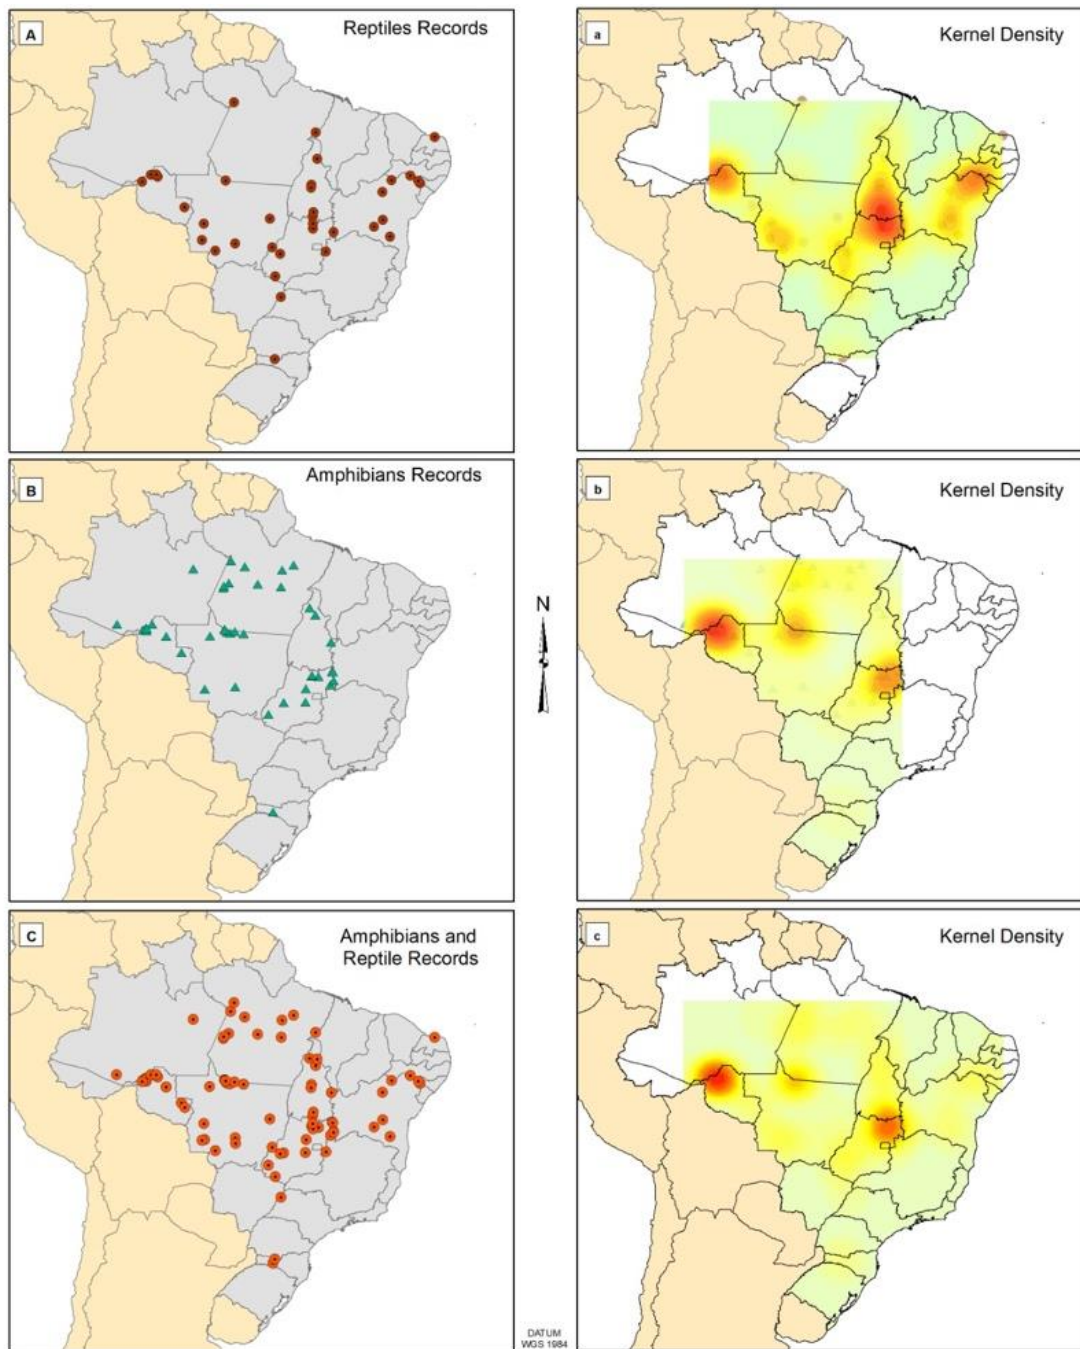 A
Reptiles Records
a
Kernel Density
B
Amphibians Records
b
Kernel Density
N
C
Amphibians and
Reptile Records
c
Kernel Density
DATUM
WGS 1984